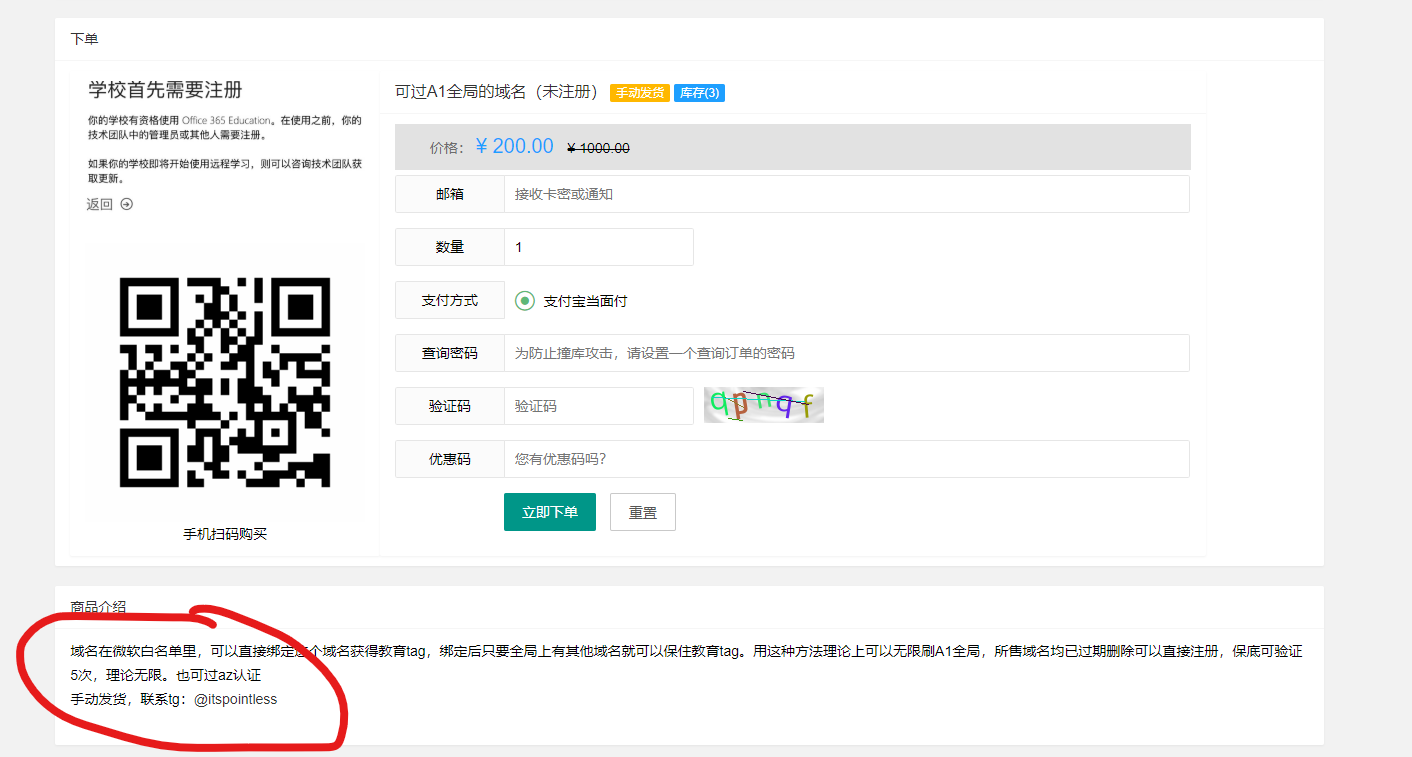 下单
学校首先需要注册
你的学校有资格使用 Office 365 Education。在使用之前，你的
技术团队中的管理员或其他人需要注册。
如果你的学校即将开始使用远程学习，则可以咨询技术团队获
取更新。
返回
手机扫码购买
可过A1全局的域名（未注册） 手动发货 库存(3)
价格： ¥ 200.00 ¥ 1000.00
邮箱 接收卡密或通知
数量 1
支付方式 支付宝当面付
查询密码 为防止撞库攻击，请设置一个查询订单的密码
验证码 验证码 qpnqf
优惠码 您有优惠码吗?
立即下单 重置
商品介绍
域名在微软白名单里，可以直接绑定这个域名获得教育tag，绑定后只要全局上有其他域名就可以保住教育tag。用这种方法理论上可以无限刷A1全局，所售域名均已过期删除可以直接注册，保底可验证
5次，理论无限。也可过az认证
手动发货，联系tg：@itspointless